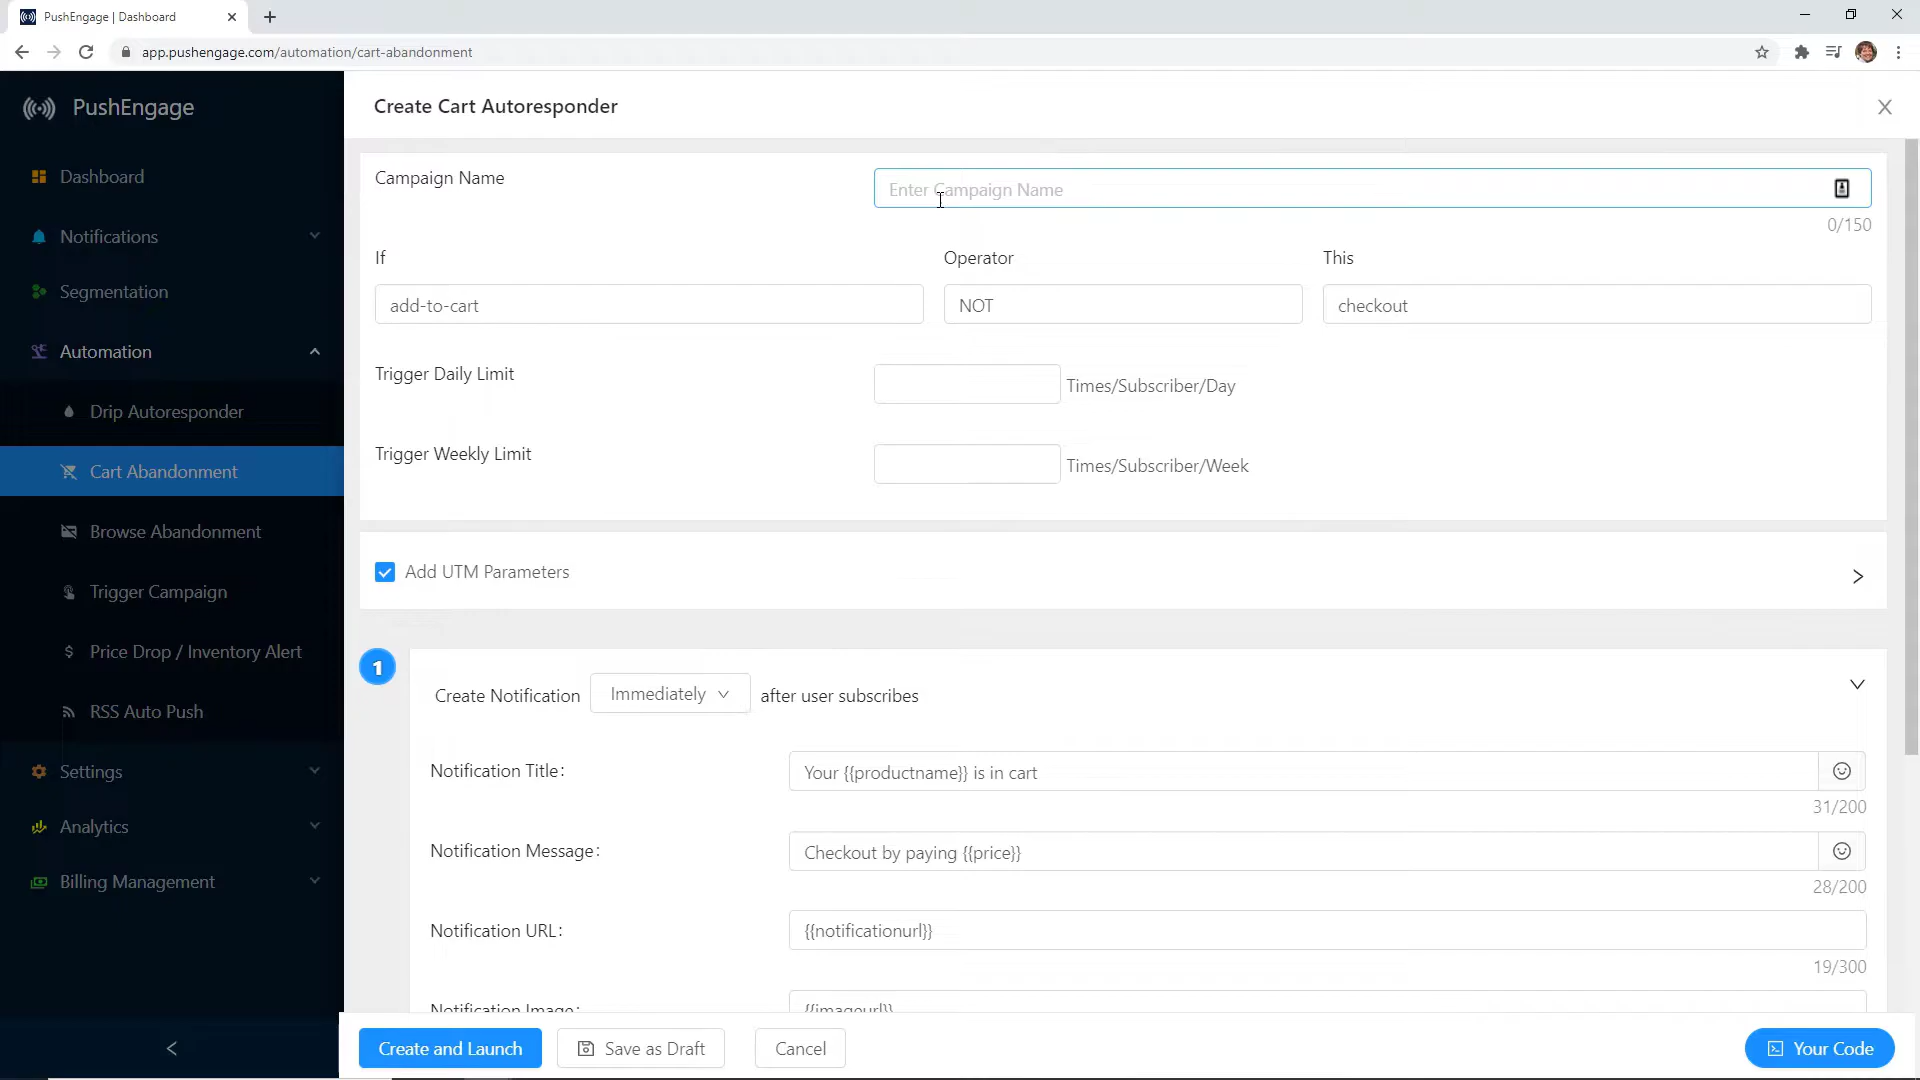 PushEngage | Dashboard
app.pushengage.com/automation/cart-abandonment
PushEngage
Dashboard
Notifications
Segmentation
Automation
Drip Autoresponder
Cart Abandonment
Browse Abandonment
Trigger Campaign
Price Drop / Inventory Alert
RSS Auto Push
Settings
Analytics
Billing Management
Create Cart Autoresponder
Campaign Name
Enter Campaign Name
0/150
If Operator This
add-to-cart NOT checkout
Trigger Daily Limit Times/Subscriber/Day
Trigger Weekly Limit Times/Subscriber/Week
Add UTM Parameters
1
Create Notification Immediately after user subscribes
Notification Title: Your {{productname}} is in cart
31/200
Notification Message: Checkout by paying {{price}}
28/200
Notification URL: {{notificationurl}}
19/300
Notification Image: {{imageurl}}
Create and Launch Save as Draft Cancel Your Code